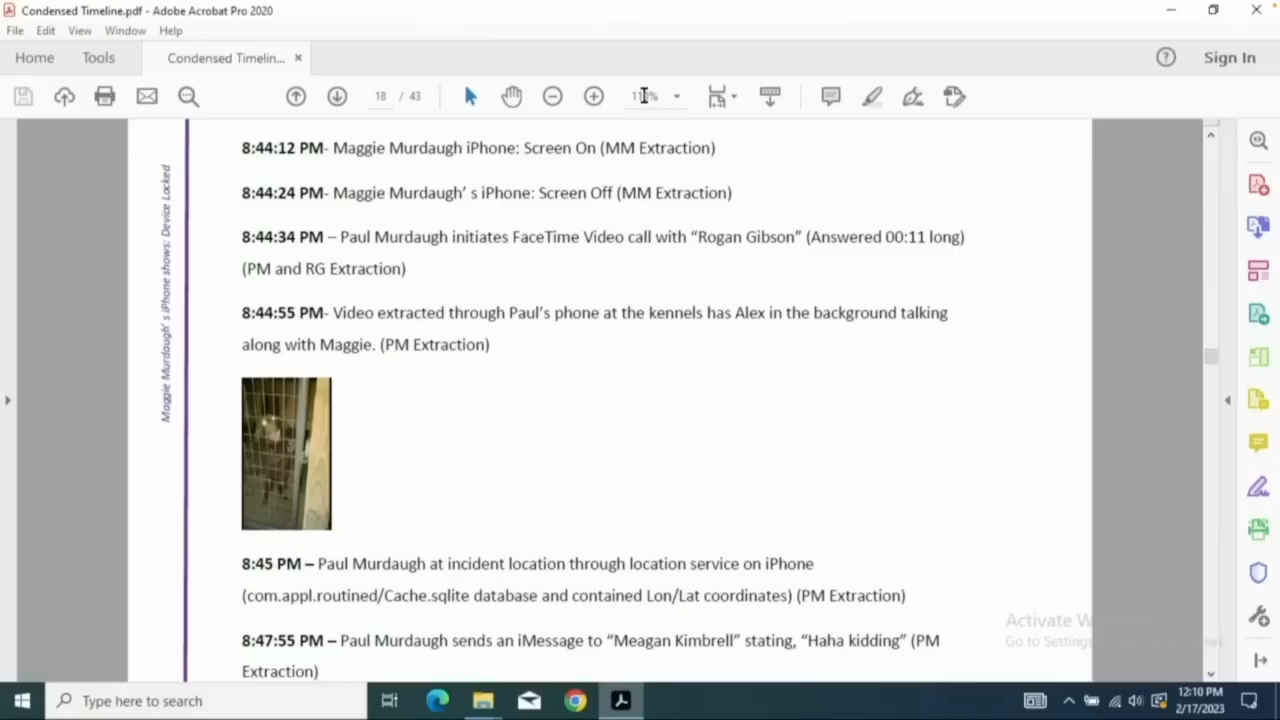 Condensed Timeline.pdf - Adobe Acrobat Pro 2020
File Edit View Window Help
Home Tools Condensed Timelin... ×
Sign In
18 / 43
8:44:12 PM- Maggie Murdaugh iPhone: Screen On (MM Extraction)
8:44:24 PM- Maggie Murdaugh' s iPhone: Screen Off (MM Extraction)
8:44:34 PM – Paul Murdaugh initiates FaceTime Video call with “Rogan Gibson” (Answered 00:11 long)
(PM and RG Extraction)
8:44:55 PM- Video extracted through Paul’s phone at the kennels has Alex in the background talking
along with Maggie. (PM Extraction)
8:45 PM – Paul Murdaugh at incident location through location service on iPhone
(com.appl.routined/Cache.sqlite database and contained Lon/Lat coordinates) (PM Extraction)
8:47:55 PM – Paul Murdaugh sends an iMessage to “Meagan Kimbrell” stating, “Haha kidding” (PM
Extraction)
Maggie Murdaugh' s iPhone shows: Device Locked
Activate
Go to Settings
Type here to search
12:10 PM
2/17/2023